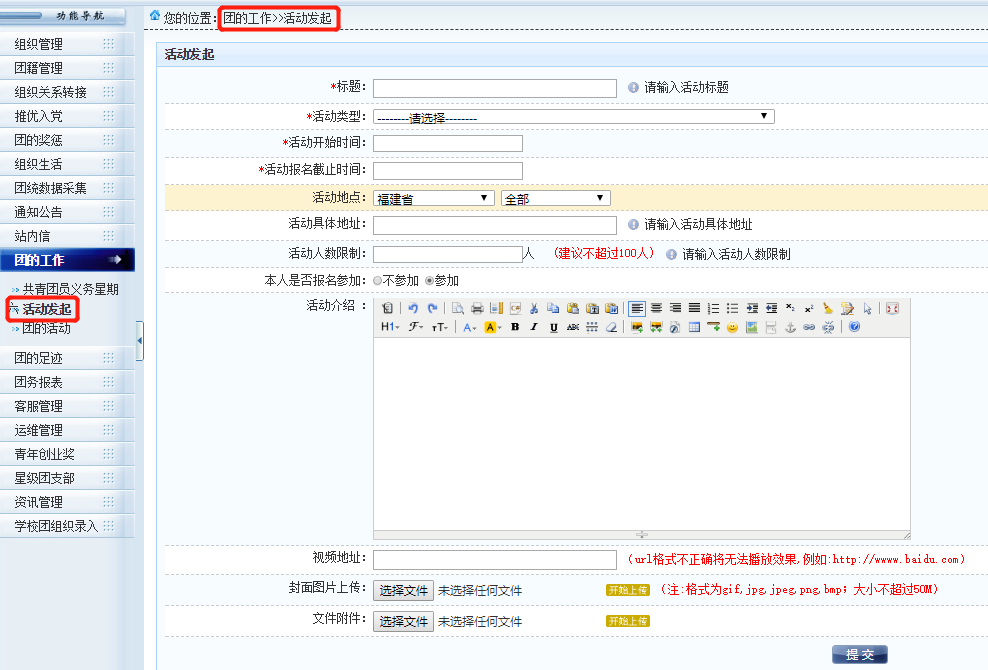 功能导航
您的位置:团的工作>>活动发起
组织管理
团籍管理
组织关系转接
推优入党
团的奖惩
组织生活
团统数据采集
通知公告
站内信
团的工作
共青团员义务星期
活动发起
团的活动
团的足迹
团务报表
客服管理
运维管理
青年创业奖
星级团支部
资讯管理
学校团组织录入
活动发起
*标题: 请输入活动标题
*活动类型: --------请选择--------
*活动开始时间:
*活动报名截止时间:
活动地点: 福建省 全部
活动具体地址: 请输入活动具体地址
活动人数限制: 人 (建议不超过100人) 请输入活动人数限制
本人是否报名参加: 不参加 参加
活动介绍 :
视频地址: (url格式不正确将无法播放效果,例如:http://www.baidu.com)
封面图片上传: 选择文件 未选择任何文件 开始上传 (注:格式为gif,jpg,jpeg,png,bmp; 大小不超过50M)
文件附件: 选择文件 未选择任何文件 开始上传
提 交